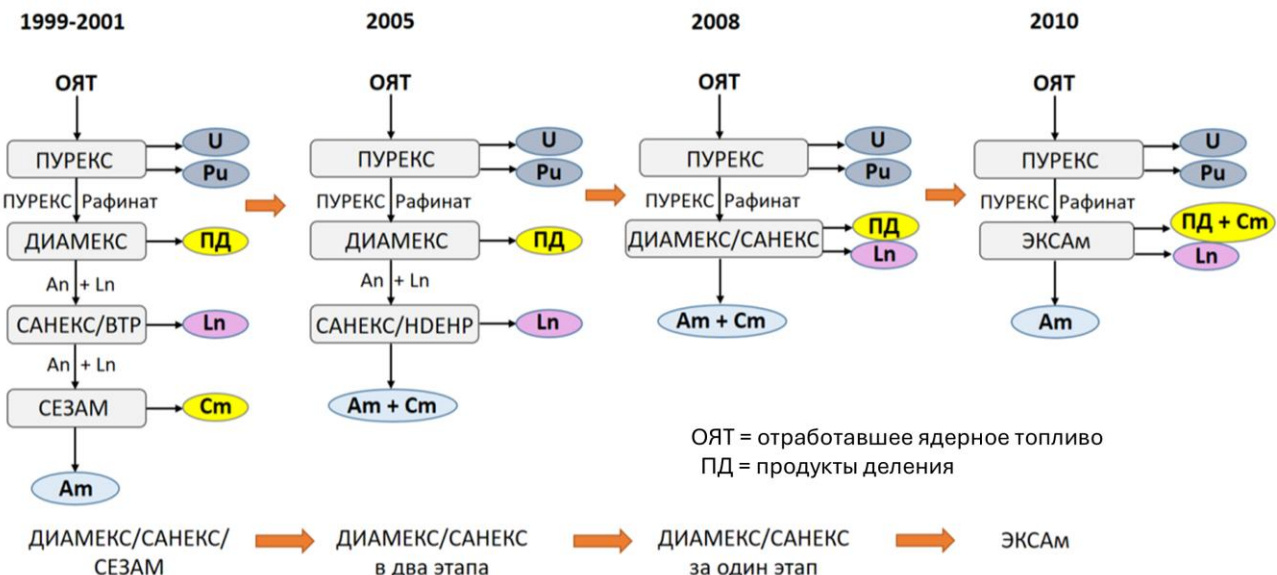 1999-2001
ОЯТ
ПУРЕКС
U
Pu
ПУРЕКС Рафинат
ДИАМЕКС
ПД
An + Ln
САНЕКС/BTP
Ln
An + Ln
СЕЗАМ
Cm
Am
2005
ОЯТ
ПУРЕКС
U
Pu
ПУРЕКС Рафинат
ДИАМЕКС
ПД
An + Ln
САНЕКС/HDEHP
Ln
Am + Cm
2008
ОЯТ
ПУРЕКС
U
Pu
ПУРЕКС Рафинат
ДИАМЕКС/САНЕКС
ПД
Ln
Am + Cm
2010
ОЯТ
ПУРЕКС
U
Pu
ПУРЕКС Рафинат
ЭКСАм
ПД + Cm
Ln
Am
ОЯТ = отработавшее ядерное топливо
ПД = продукты деления
ДИАМЕКС/САНЕКС/
СЕЗАМ
ДИАМЕКС/САНЕКС
в два этапа
ДИАМЕКС/САНЕКС
за один этап
ЭКСАм